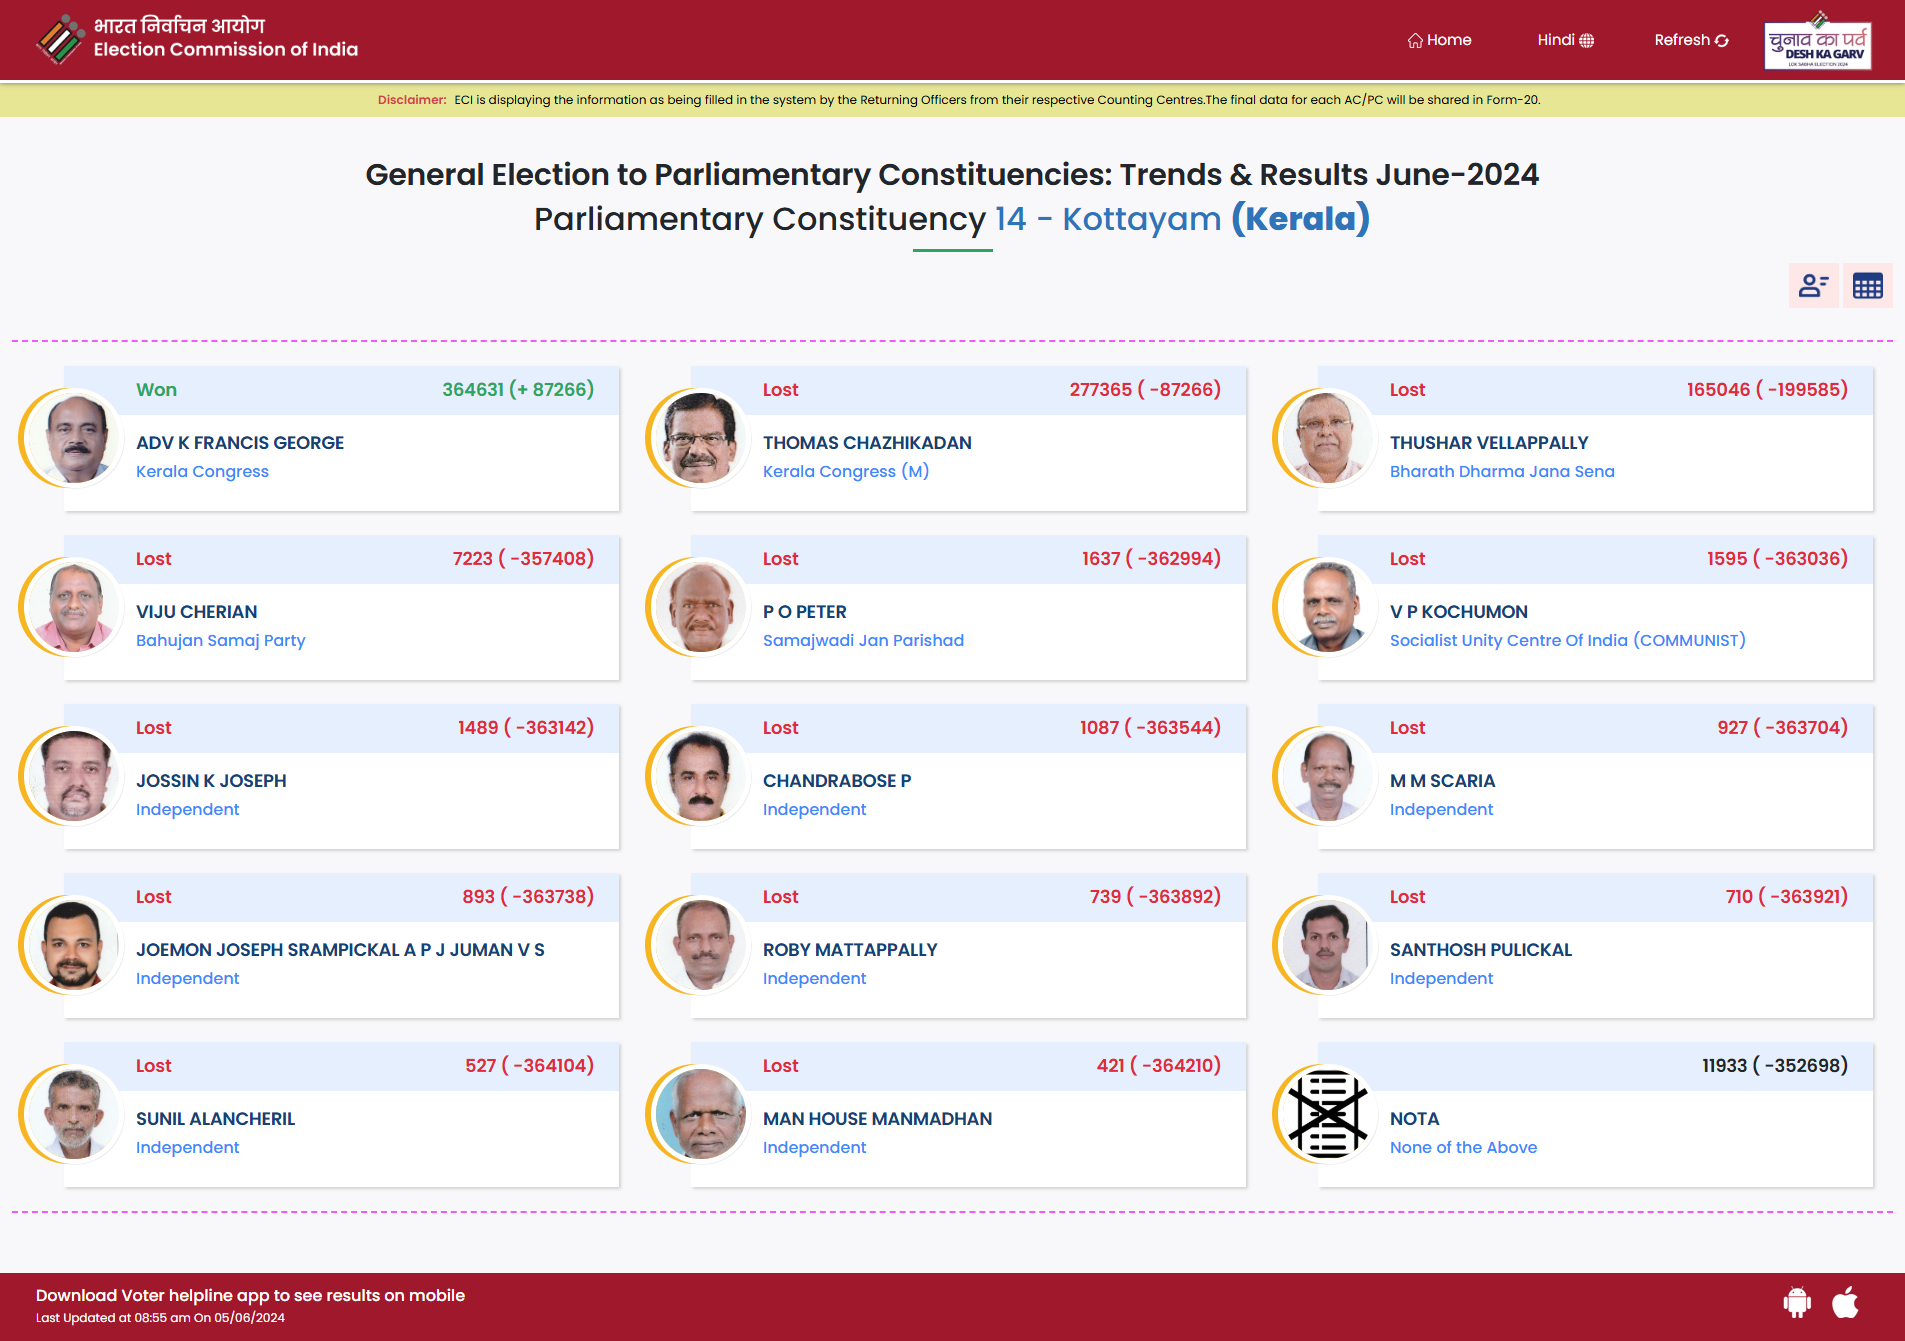 भारत निर्वाचन आयोग
Election Commission of India
Home
Hindi
Refresh
चुनाव का पर्व
DESH KA GARV
LOK SABHA ELECTION 2024
Disclaimer: ECI is displaying the information as being filled in the system by the Returning Officers from their respective Counting Centres.The final data for each AC/PC will be shared in Form-20.
General Election to Parliamentary Constituencies: Trends & Results June-2024
Parliamentary Constituency 14 - Kottayam (Kerala)
Won 364631 (+ 87266)
ADV K FRANCIS GEORGE
Kerala Congress
Lost 277365 ( -87266)
THOMAS CHAZHIKADAN
Kerala Congress (M)
Lost 165046 ( -199585)
THUSHAR VELLAPPALLY
Bharath Dharma Jana Sena
Lost 7223 ( -357408)
VIJU CHERIAN
Bahujan Samaj Party
Lost 1637 ( -362994)
P O PETER
Samajwadi Jan Parishad
Lost 1595 ( -363036)
V P KOCHUMON
Socialist Unity Centre Of India (COMMUNIST)
Lost 1489 ( -363142)
JOSSIN K JOSEPH
Independent
Lost 1087 ( -363544)
CHANDRABOSE P
Independent
Lost 927 ( -363704)
M M SCARIA
Independent
Lost 893 ( -363738)
JOEMON JOSEPH SRAMPICKAL A P J JUMAN V S
Independent
Lost 739 ( -363892)
ROBY MATTAPPALLY
Independent
Lost 710 ( -363921)
SANTHOSH PULICKAL
Independent
Lost 527 ( -364104)
SUNIL ALANCHERIL
Independent
Lost 421 ( -364210)
MAN HOUSE MANMADHAN
Independent
11933 ( -352698)
NOTA
None of the Above
Download Voter helpline app to see results on mobile
Last Updated at 08:55 am On 05/06/2024